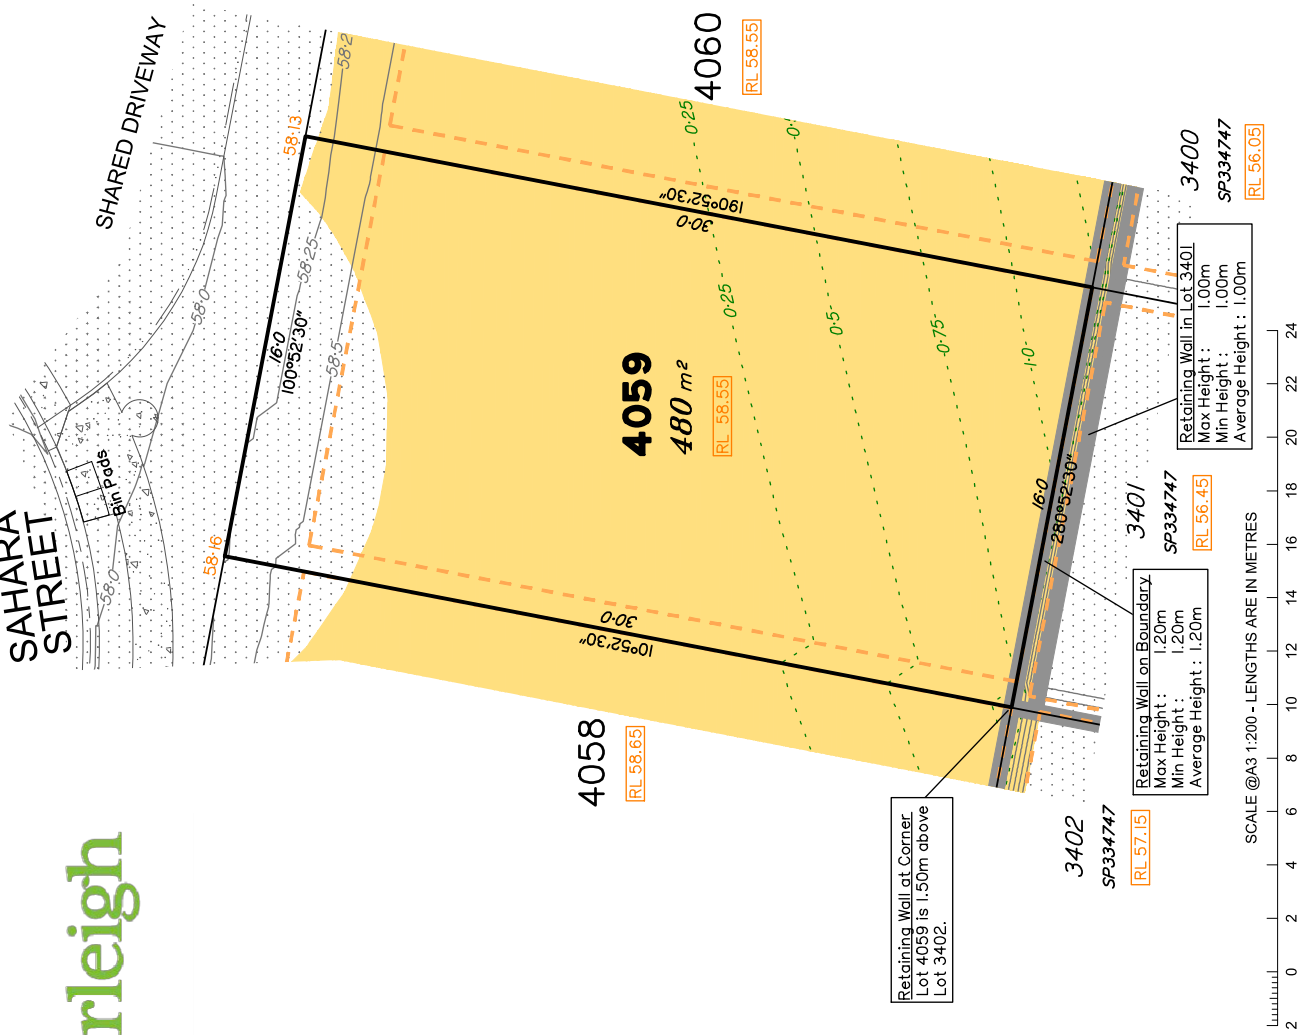 SHARED DRIVEWAY
4060
RL 58.55
58·2
58·13
0·25
0·5
190°52'30"
30·0
3400
SP334747
RL 56.05
58·25
58·0
58·5
16·0
100°52'30"
0·25
0·5
0·75
1·0
4059
480 m²
RL 58.55
Retaining Wall in Lot 3401
Max Height : 1.00m
Min Height : 1.00m
Average Height : 1.00m
Bin Pads
SAHARA
STREET
58·0
58·16
16·0
280°52'30"
3401
SP334747
RL 56.45
30·0
10°52'30"
Retaining Wall on Boundary
Max Height : 1.20m
Min Height : 1.20m
Average Height : 1.20m
4058
RL 58.65
Retaining Wall at Corner
Lot 4059 is 1.50m above
Lot 3402.
3402
SP334747
RL 57.15
rleigh
SCALE @A3 1:200 - LENGTHS ARE IN METRES
2 0 2 4 6 8 10 12 14 16 18 20 22 24